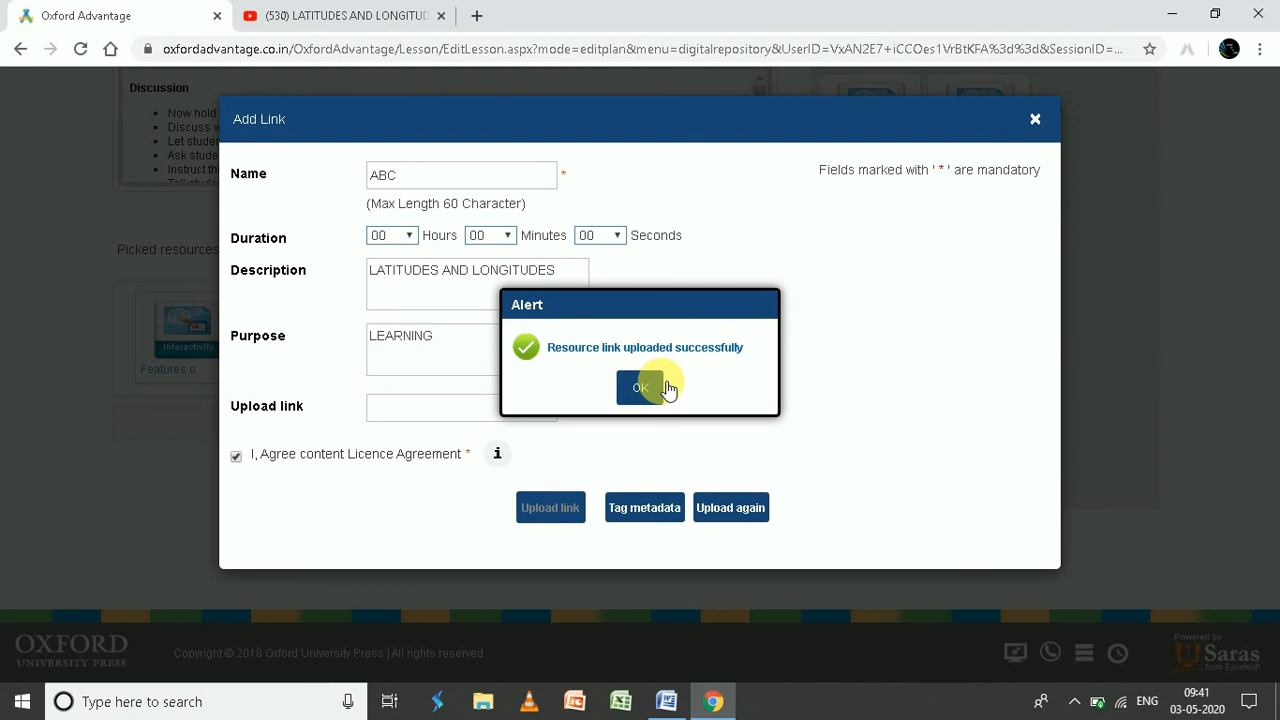 Oxford Advantage
(530) LATITUDES AND LONGITUD
oxfordadvantage.co.in/OxfordAdvantage/Lesson/EditLesson.aspx?mode=editplan&menu=digitalrepository&UserID=VxAN2E7+iCCOes1VrBtKFA%3d%3d&SessionID=...
Discussion
Now hold
Discuss w
Let studen
Ask stude
Instruct the
Picked resources
Interactivity
Features o...
Add Link
Fields marked with ' * ' are mandatory
Name ABC *
(Max Length 60 Character)
Duration 00 Hours 00 Minutes 00 Seconds
Description LATITUDES AND LONGITUDES
Purpose LEARNING
Alert
Resource link uploaded successfully
OK
Upload link
I, Agree content Licence Agreement * i
Upload link Tag metadata Upload again
OXFORD
UNIVERSITY PRESS
Copyright © 2018 Oxford University Press | All rights reserved
Powered by
Saras
from Excelsoft
Type here to search
ENG
09:41
03-05-2020